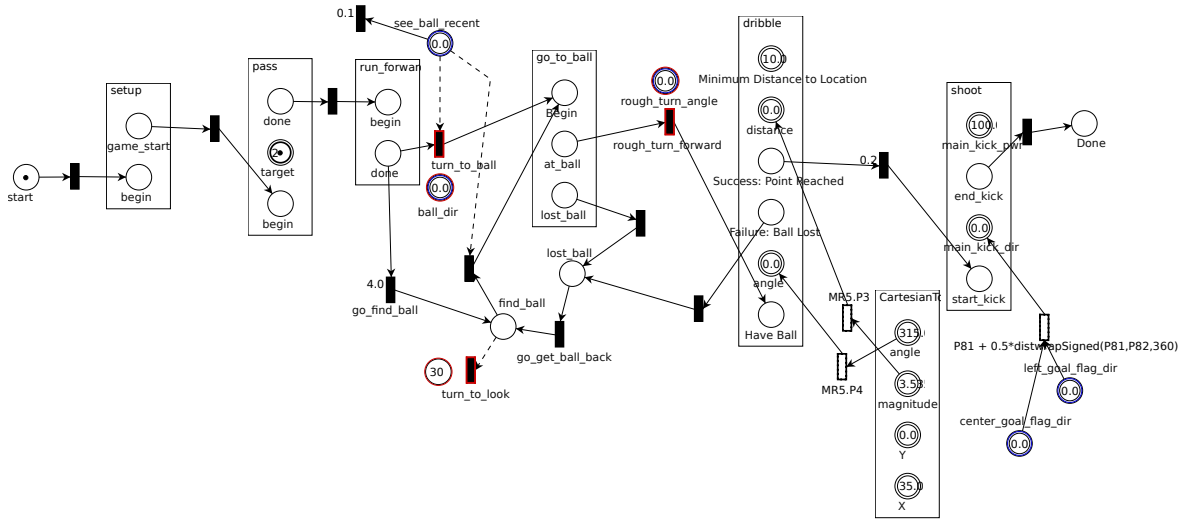 0.1
see_ball_recent
0.0
setup
game_start
begin
start
pass
done
2
target
begin
run_forwar
begin
done
turn_to_ball
0.0
ball_dir
4.0
go_find_ball
go_to_ball
Begin
at_ball
lost_ball
lost_ball
find_ball
go_get_ball_back
30
turn_to_look
0.0
rough_turn_angle
rough_turn_forward
dribble
10.0
Minimum Distance to Location
0.0
distance
0.2
Success: Point Reached
Failure: Ball Lost
0.0
angle
Have Ball
MR5.P3
MR5.P4
CartesianTo
315.
angle
3.53
magnitude
0.0
Y
35.0
X
shoot
100.
main_kick_pwr
end_kick
0.0
main_kick_dir
start_kick
Done
P81 + 0.5*distwrapSigned(P81,P82,360)
left_goal_flag_dir
0.0
center_goal_flag_dir
0.0